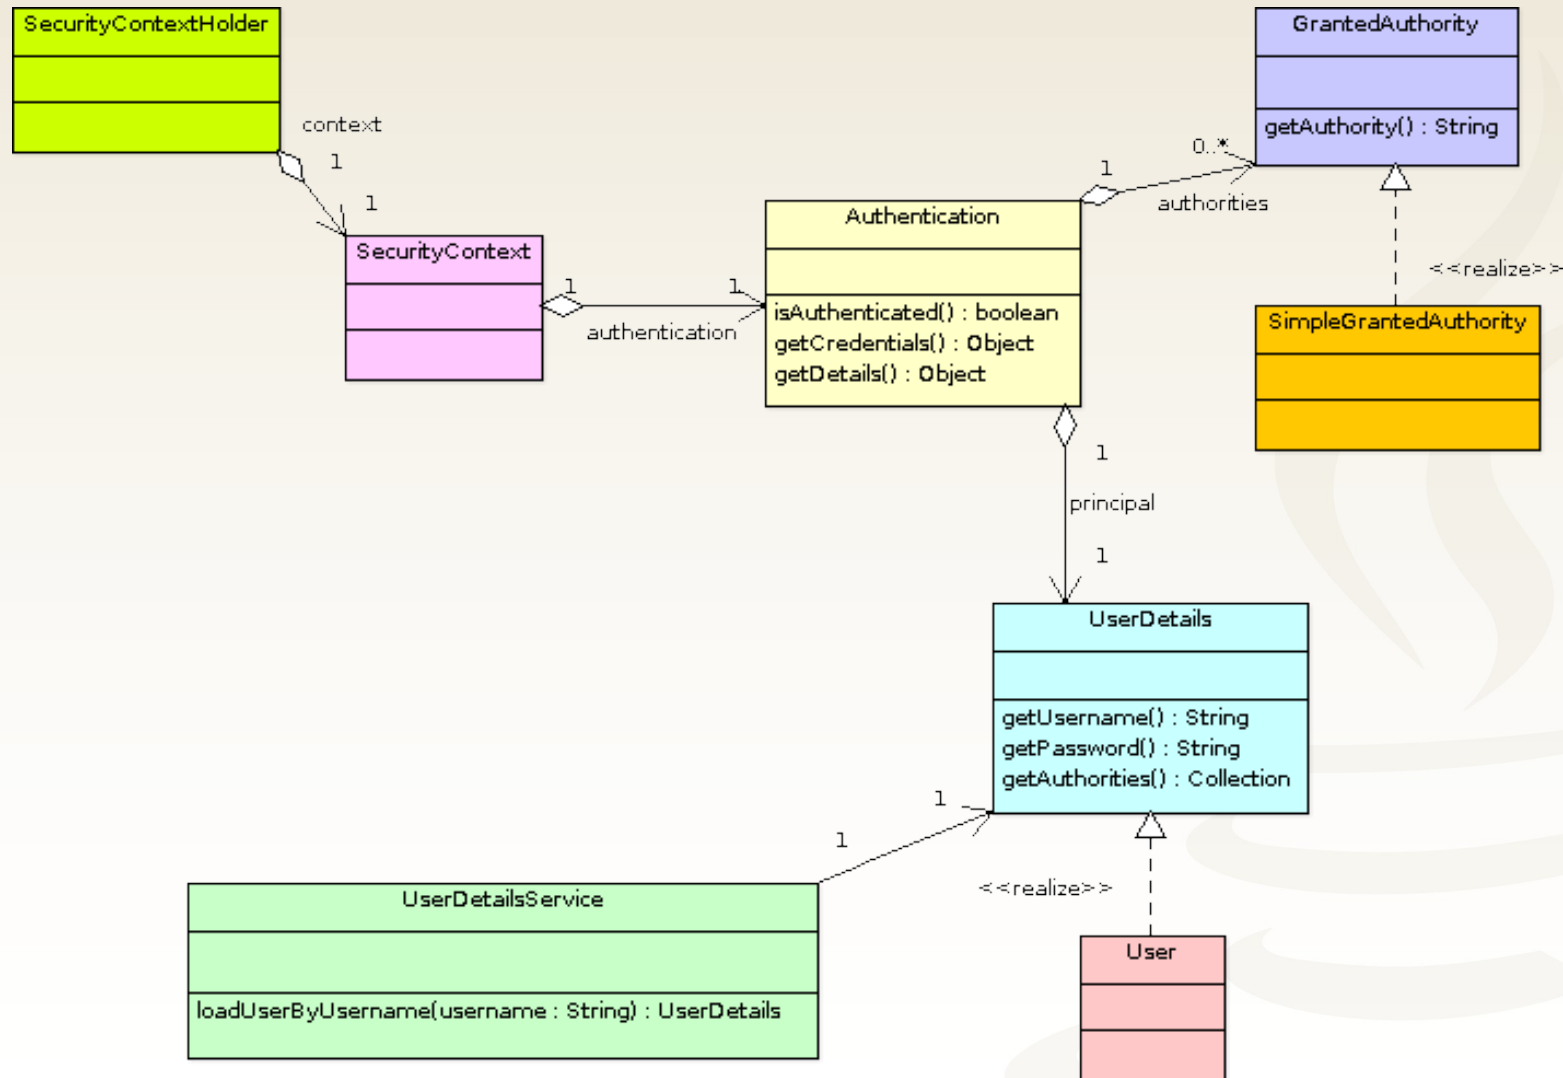 SecurityContextHolder
context
1
1
SecurityContext
1
authentication
1
Authentication
isAuthenticated() : boolean
getCredentials() : Object
getDetails() : Object
1
authorities
0..*
GrantedAuthority
getAuthority() : String
<<realize>>
SimpleGrantedAuthority
1
principal
1
UserDetails
getUsername() : String
getPassword() : String
getAuthorities() : Collection
1
1
UserDetailsService
loadUserByUsername(username : String) : UserDetails
<<realize>>
User